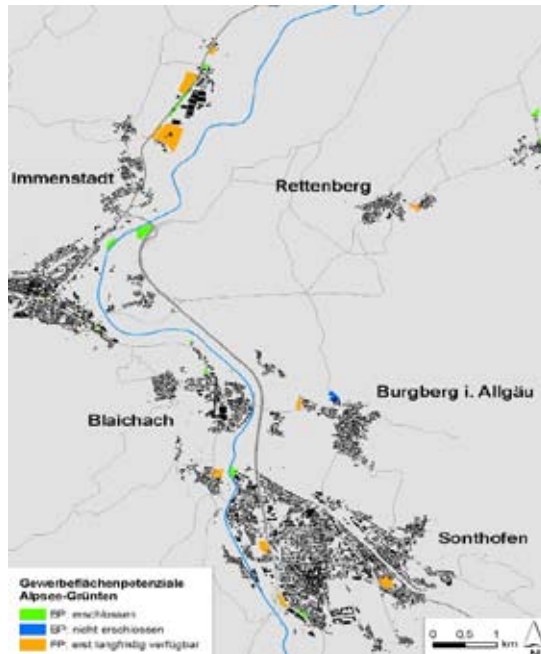 Immenstadt
Rettenberg
Burgberg i. Allgäu
Blaichach
Sonthofen
Gewerbeflächenpotenziale
Alpsee-Grünten
BP: erschlossen
BP: nicht erschlossen
FP: erst langfristig verfügbar
0 0,5 1
km
N